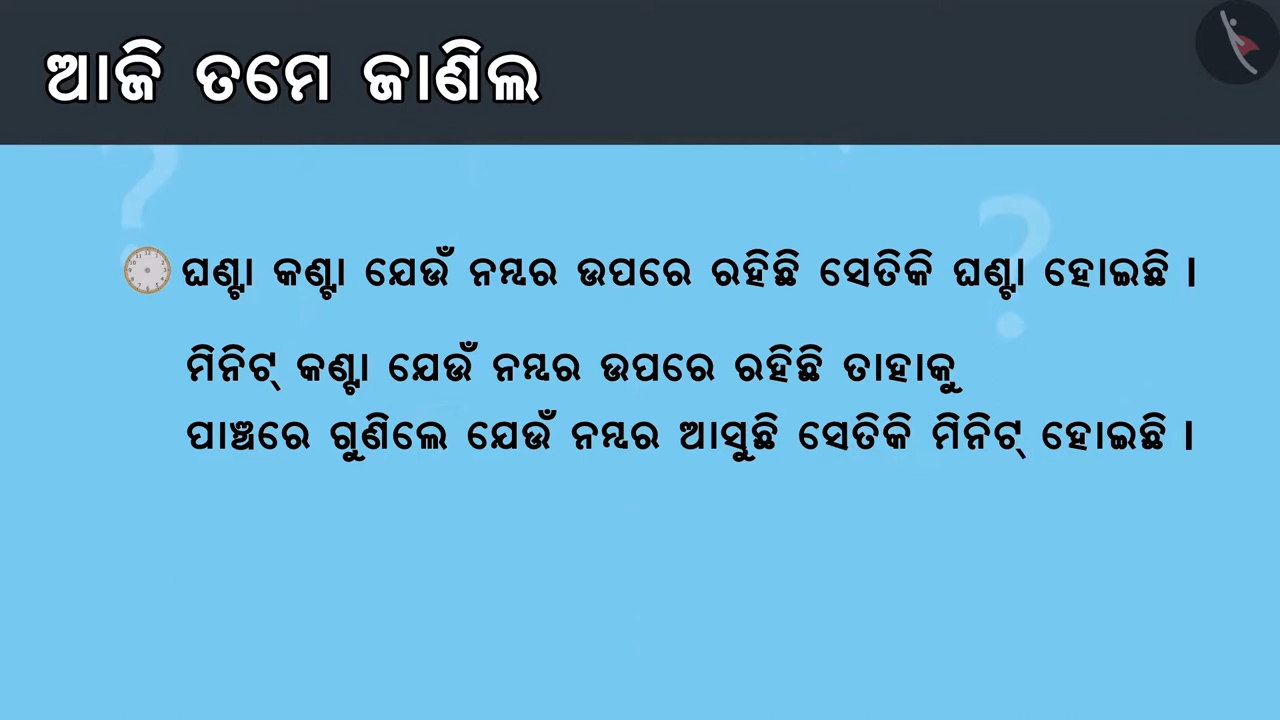 ଆଜି ତମେ ଜାଣିଲ
ଘଣ୍ଟା କଣ୍ଟା ଯେଉଁ ନମ୍ବର ଉପରେ ରହିଛି ସେତିକି ଘଣ୍ଟା ହୋଇଛି ।
ମିନିଟ୍ କଣ୍ଟା ଯେଉଁ ନମ୍ବର ଉପରେ ରହିଛି ତାହାକୁ
ପାଞ୍ଚରେ ଗୁଣିଲେ ଯେଉଁ ନମ୍ବର ଆସୁଛି ସେତିକି ମିନିଟ୍ ହୋଇଛି ।